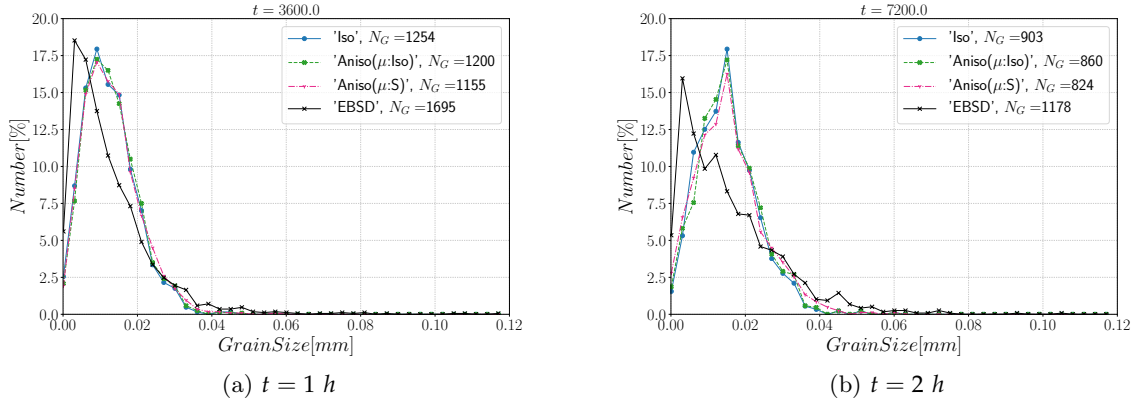 t = 3600.0
20.0
17.5
15.0
12.5
10.0
7.5
5.0
2.5
0.0
Number[%]
'Iso', N_G =1254
'Aniso(μ:Iso)', N_G =1200
'Aniso(μ:S)', N_G =1155
'EBSD', N_G =1695
0.00 0.02 0.04 0.06 0.08 0.10 0.12
GrainSize[mm]
(a) t = 1 h
t = 7200.0
20.0
17.5
15.0
12.5
10.0
7.5
5.0
2.5
0.0
Number[%]
'Iso', N_G =903
'Aniso(μ:Iso)', N_G =860
'Aniso(μ:S)', N_G =824
'EBSD', N_G =1178
0.00 0.02 0.04 0.06 0.08 0.10 0.12
GrainSize[mm]
(b) t = 2 h